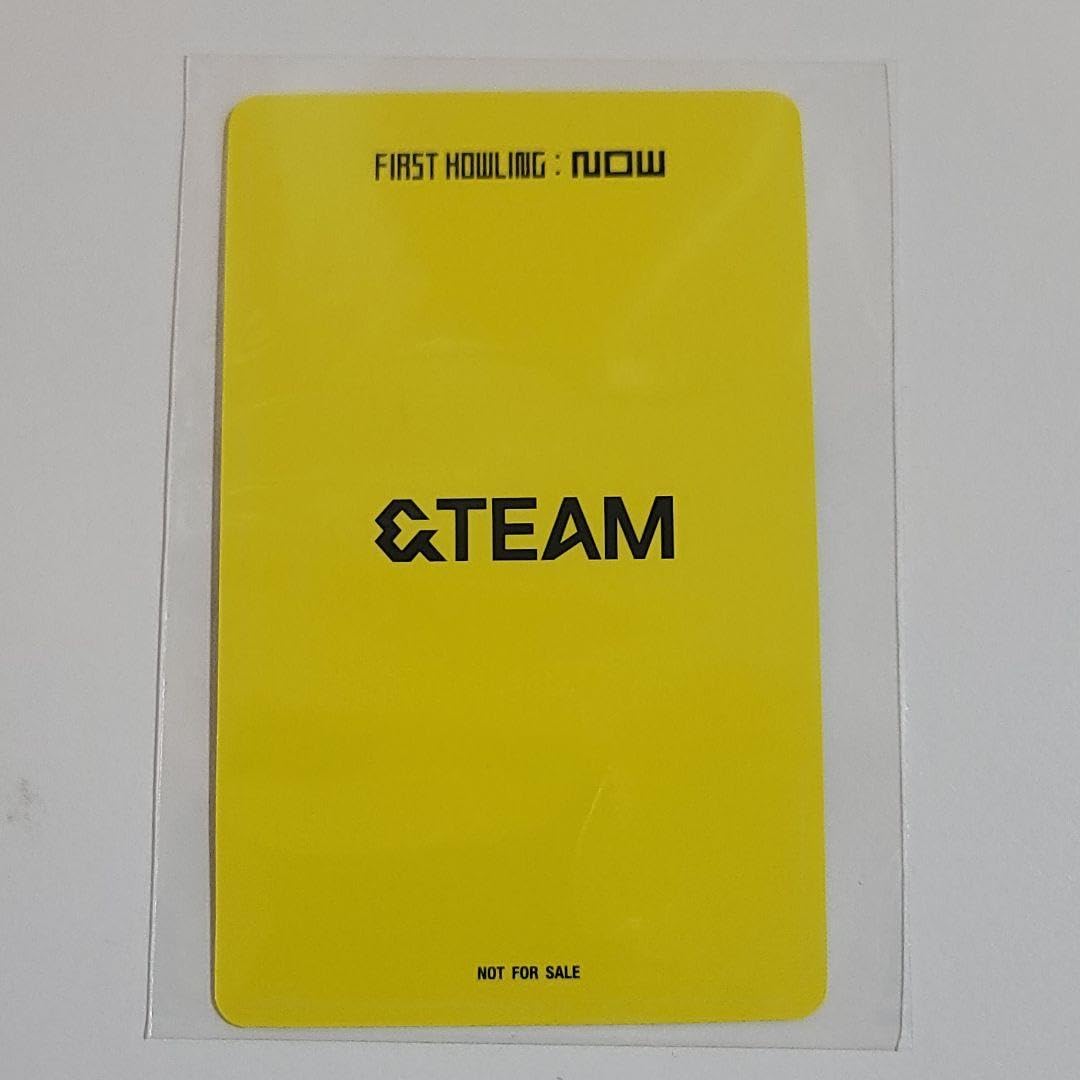 FIRST HOWLING : NOW
&TEAM
NOT FOR SALE